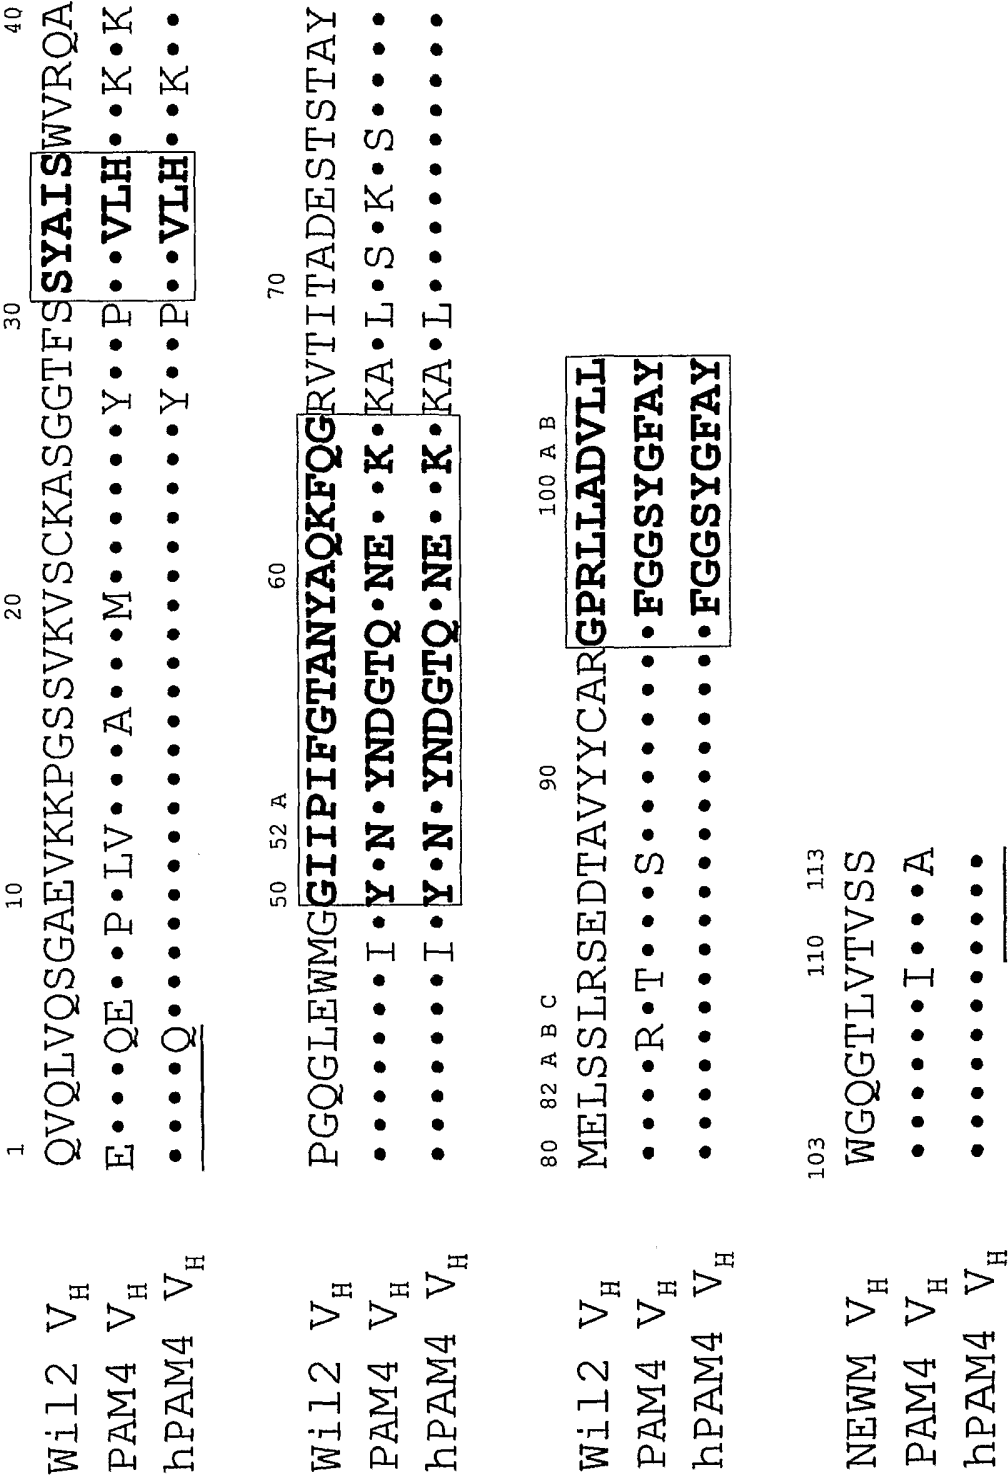 1 10 20 30 40
Wil2 VH QVQLVQSGAEVKKPGSSVKVSCKASGGTFSSYAISWVRQA
PAM4 VH E•••QE••P•LV•••A•••M••••••Y••P••VLH••K•K
hPAM4 VH ••••Q•••••••••••••••••••••Y••P••VLH••K••
50 52 A 60 70
Wil2 VH PGQGLEWMGGIIPIFGTANYAQKFQGRVTITADESTSTAY
PAM4 VH •••••••I•Y•N•YNDGTQ•NE••K•KA•L•S•K•S••••
hPAM4 VH •••••••I•Y•N•YNDGTQ•NE••K•KA•L••••••••••
80 82 A B C 90 100 A B
Wil2 VH MELSSLRSEDTAVYYCARGPRLLADVLL
PAM4 VH ••••R•T•••S••••••••FGGSYGFAY
hPAM4 VH •••••••••••••••••••FGGSYGFAY
103 110 113
NEWM VH WGQGTLVTVSS
PAM4 VH ••••••I•••A
hPAM4 VH •••••••••••